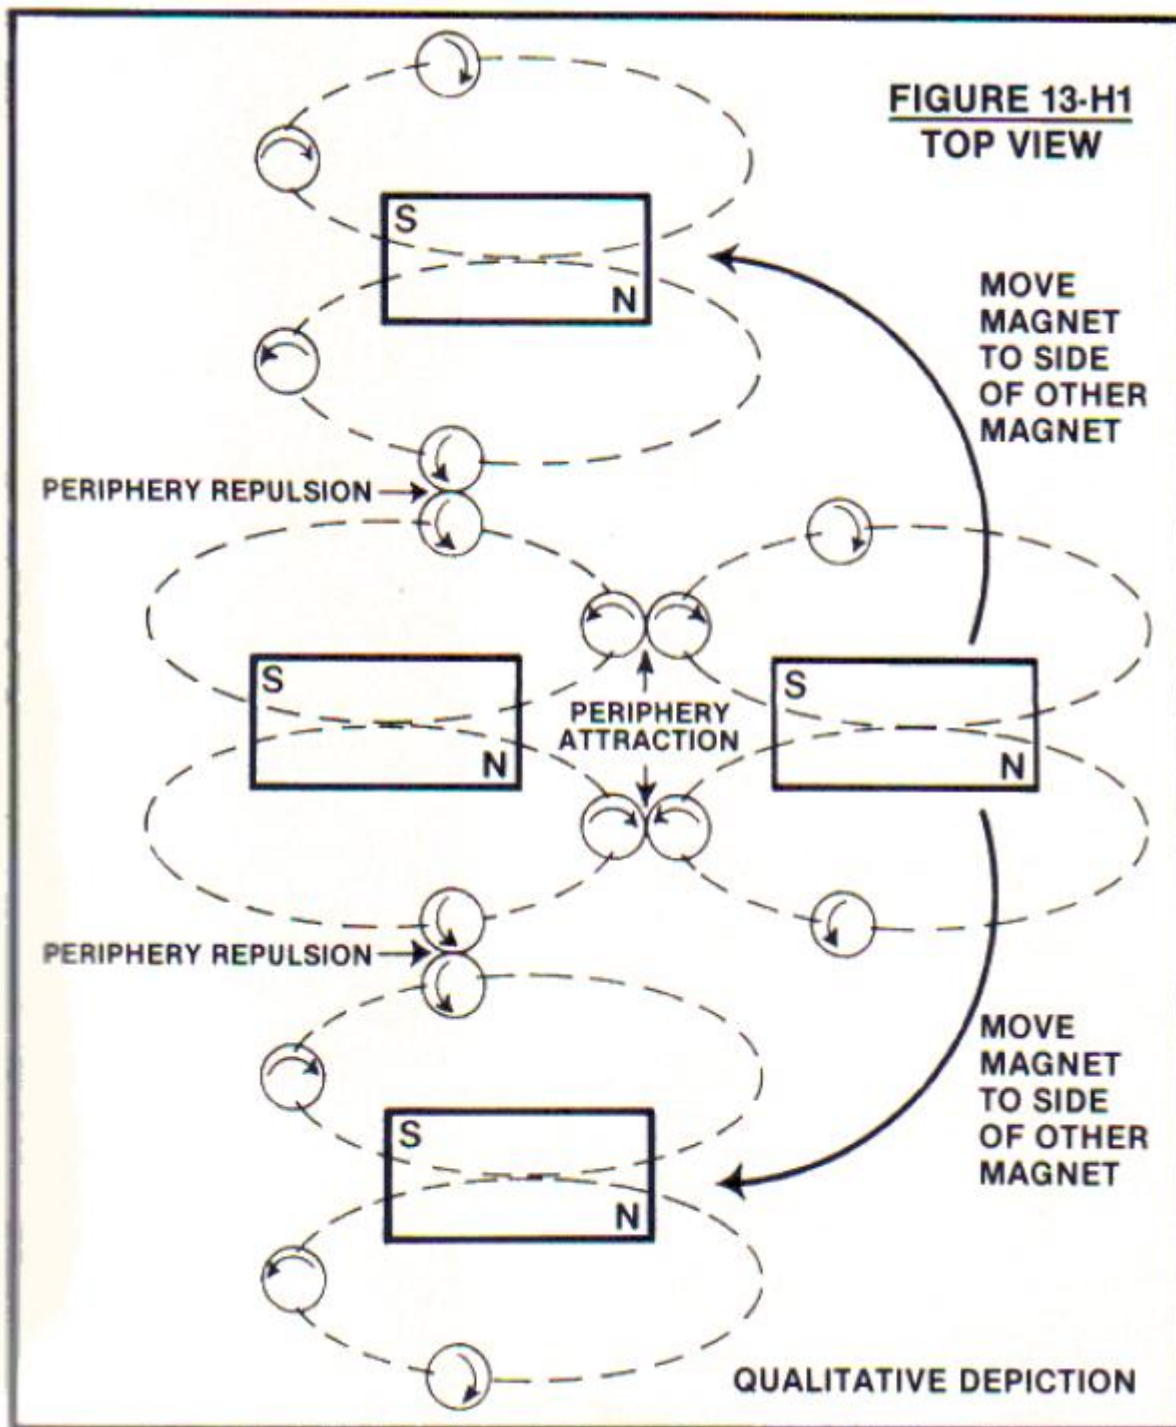 FIGURE 13-H1
TOP VIEW
S
N
MOVE
MAGNET
TO SIDE
OF OTHER
MAGNET
PERIPHERY REPULSION
S
N
PERIPHERY
ATTRACTION
S
N
PERIPHERY REPULSION
MOVE
MAGNET
TO SIDE
OF OTHER
MAGNET
S
N
QUALITATIVE DEPICTION